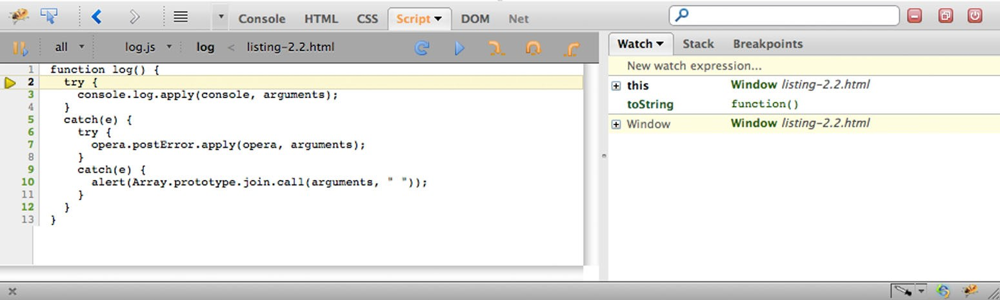 Console HTML CSS Script DOM Net
all log.js log < listing-2.2.html
1 function log() {
2   try {
3     console.log.apply(console, arguments);
4   }
5   catch(e) {
6     try {
7       opera.postError.apply(opera, arguments);
8     }
9     catch(e) {
10       alert(Array.prototype.join.call(arguments, " "));
11     }
12   }
13 }
Watch Stack Breakpoints
New watch expression...
this Window listing-2.2.html
toString function()
Window Window listing-2.2.html